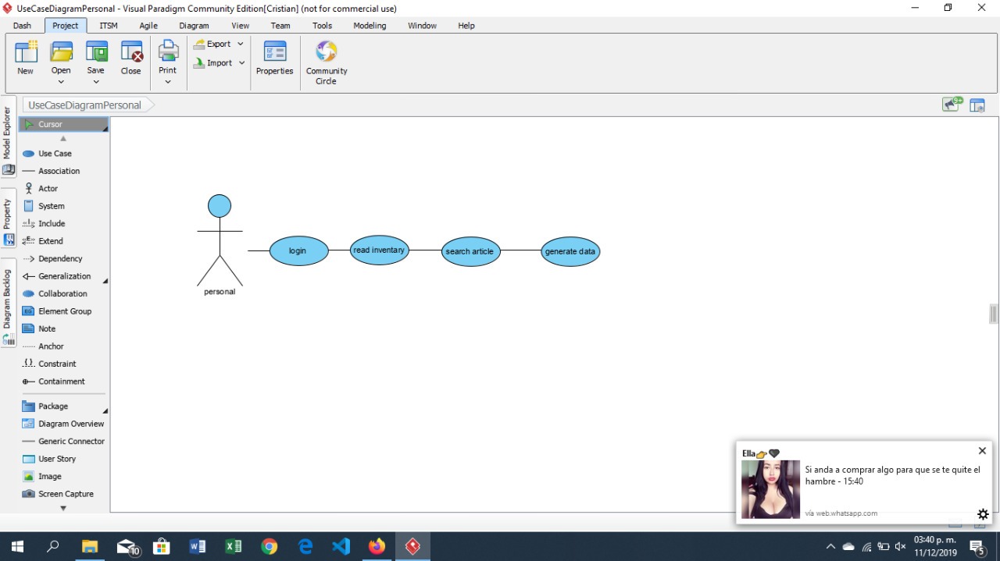 UseCaseDiagramPersonal - Visual Paradigm Community Edition[Cristian] (not for commercial use)
Dash Project ITSM Agile Diagram View Team Tools Modeling Window Help
New Open Save Close Print Export Import Properties Community Circle
UseCaseDiagramPersonal
9+
Model Explorer
Property
Diagram Backlog
Cursor
Use Case
Association
Actor
System
Include
Extend
Dependency
Generalization
Collaboration
Element Group
Note
Anchor
Constraint
Containment
Package
Diagram Overview
Generic Connector
User Story
Image
Screen Capture
login
read inventary
search article
generate data
personal
Ella👉🖤
Si anda a comprar algo para que se te quite el
hambre - 15:40
vía web.whatsapp.com
10
03:40 p. m.
11/12/2019
5